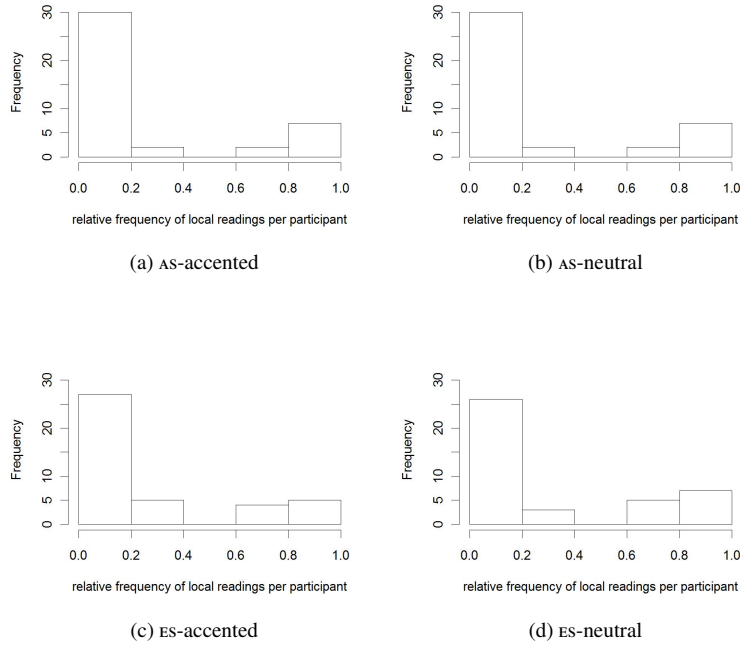 Frequency
0 5 10 20 30
0.0 0.2 0.4 0.6 0.8 1.0
relative frequency of local readings per participant
(a) AS-accented
Frequency
0 5 10 20 30
0.0 0.2 0.4 0.6 0.8 1.0
relative frequency of local readings per participant
(b) AS-neutral
Frequency
0 5 10 20 30
0.0 0.2 0.4 0.6 0.8 1.0
relative frequency of local readings per participant
(c) ES-accented
Frequency
0 5 10 20 30
0.0 0.2 0.4 0.6 0.8 1.0
relative frequency of local readings per participant
(d) ES-neutral